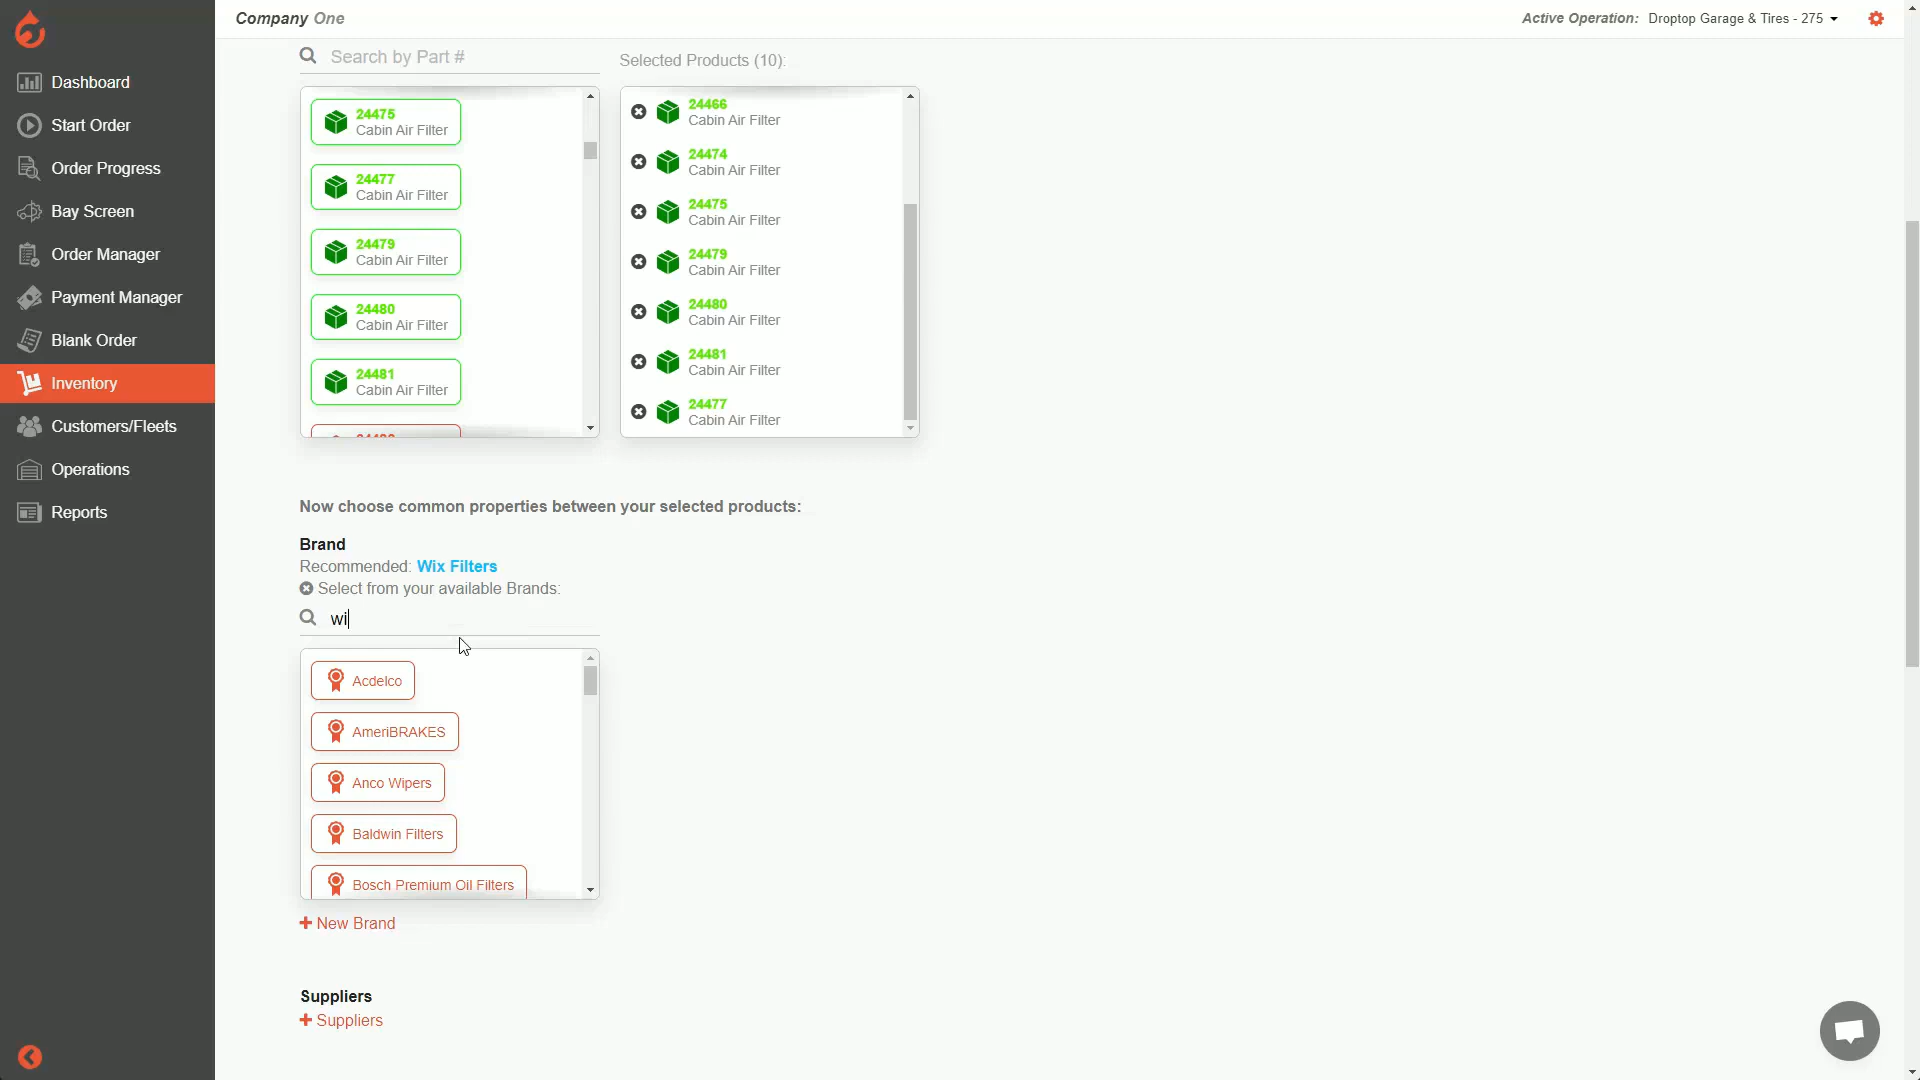 Company One
Active Operation: Droptop Garage & Tires - 275
Dashboard
Start Order
Order Progress
Bay Screen
Order Manager
Payment Manager
Blank Order
Inventory
Customers/Fleets
Operations
Reports
Search by Part #
24475
Cabin Air Filter
24477
Cabin Air Filter
24479
Cabin Air Filter
24480
Cabin Air Filter
24481
Cabin Air Filter
Selected Products (10):
24466
Cabin Air Filter
24474
Cabin Air Filter
24475
Cabin Air Filter
24479
Cabin Air Filter
24480
Cabin Air Filter
24481
Cabin Air Filter
24477
Cabin Air Filter
Now choose common properties between your selected products:
Brand
Recommended: Wix Filters
Select from your available Brands:
wi
Acdelco
AmeriBRAKES
Anco Wipers
Baldwin Filters
Bosch Premium Oil Filters
+ New Brand
Suppliers
+ Suppliers